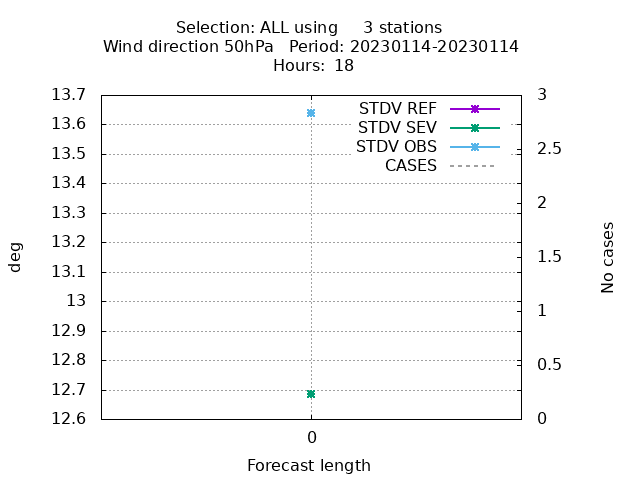 Selection: ALL using     3 stations
Wind direction 50hPa   Period: 20230114-20230114
Hours: 18
13.7
13.6
13.5
13.4
13.3
13.2
13.1
13
12.9
12.8
12.7
12.6
deg
STDV REF
STDV SEV
STDV OBS
CASES
3
2.5
2
1.5
1
0.5
0
No cases
0
Forecast length